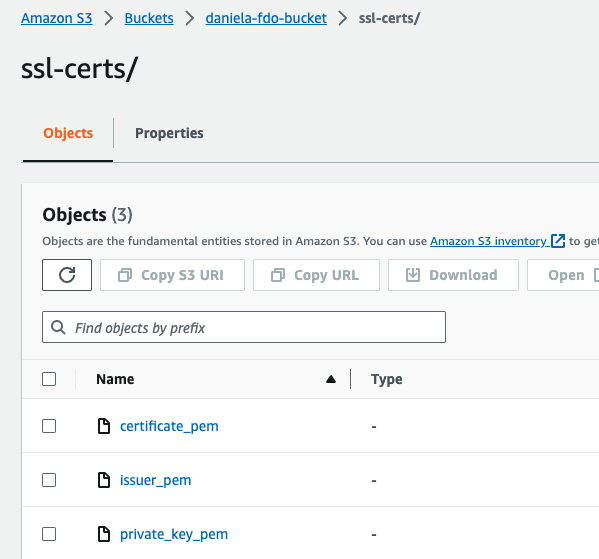 Amazon S3 > Buckets > daniela-fdo-bucket > ssl-certs/
ssl-certs/
Objects Properties
Objects (3)
Objects are the fundamental entities stored in Amazon S3. You can use Amazon S3 inventory to get
Copy S3 URI Copy URL Download Open
Find objects by prefix
Name Type
certificate_pem -
issuer_pem -
private_key_pem -